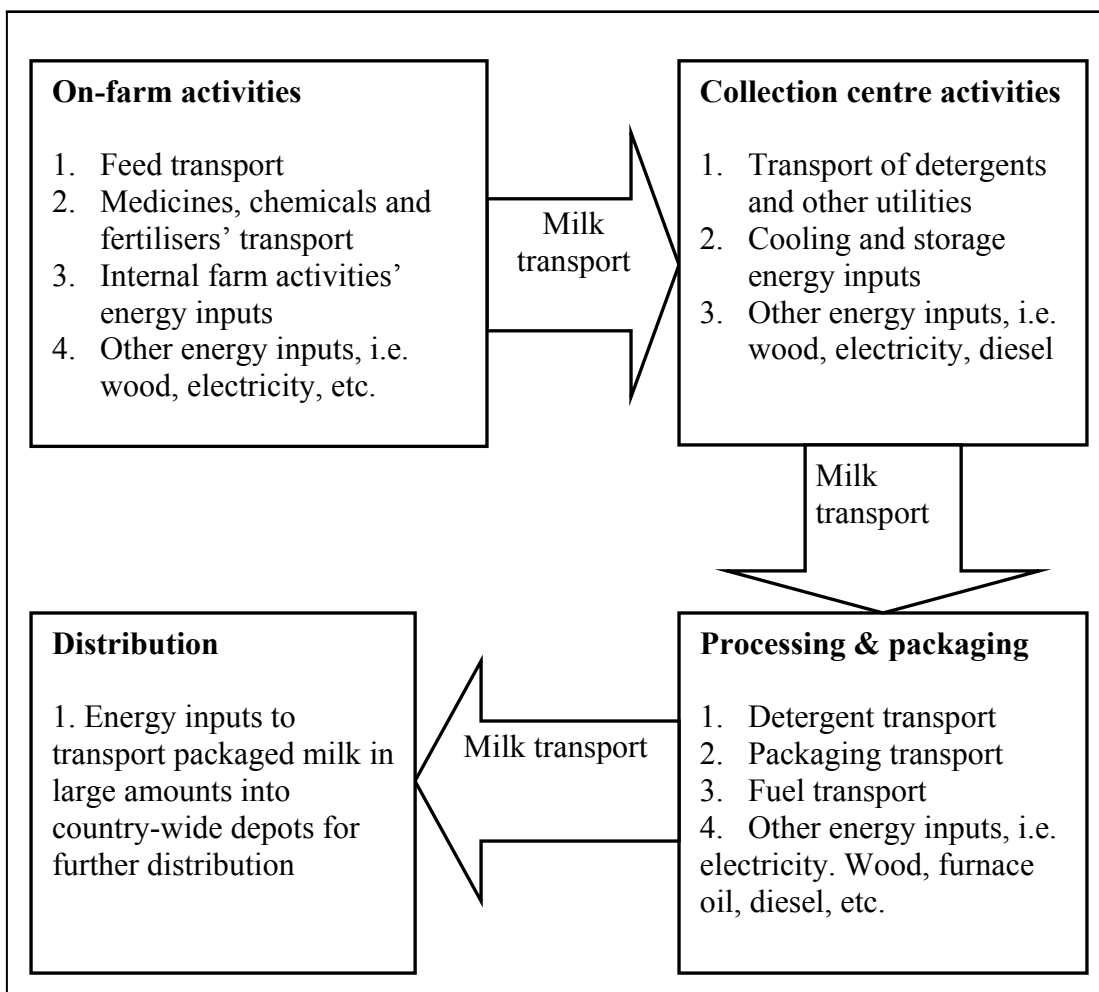 On-farm activities
1. Feed transport
2. Medicines, chemicals and
fertilisers’ transport
3. Internal farm activities’
energy inputs
4. Other energy inputs, i.e.
wood, electricity, etc.
Milk
transport
Collection centre activities
1. Transport of detergents
and other utilities
2. Cooling and storage
energy inputs
3. Other energy inputs, i.e.
wood, electricity, diesel
Milk
transport
Processing & packaging
1. Detergent transport
2. Packaging transport
3. Fuel transport
4. Other energy inputs, i.e.
electricity. Wood, furnace
oil, diesel, etc.
Milk transport
Distribution
1. Energy inputs to
transport packaged milk in
large amounts into
country-wide depots for
further distribution